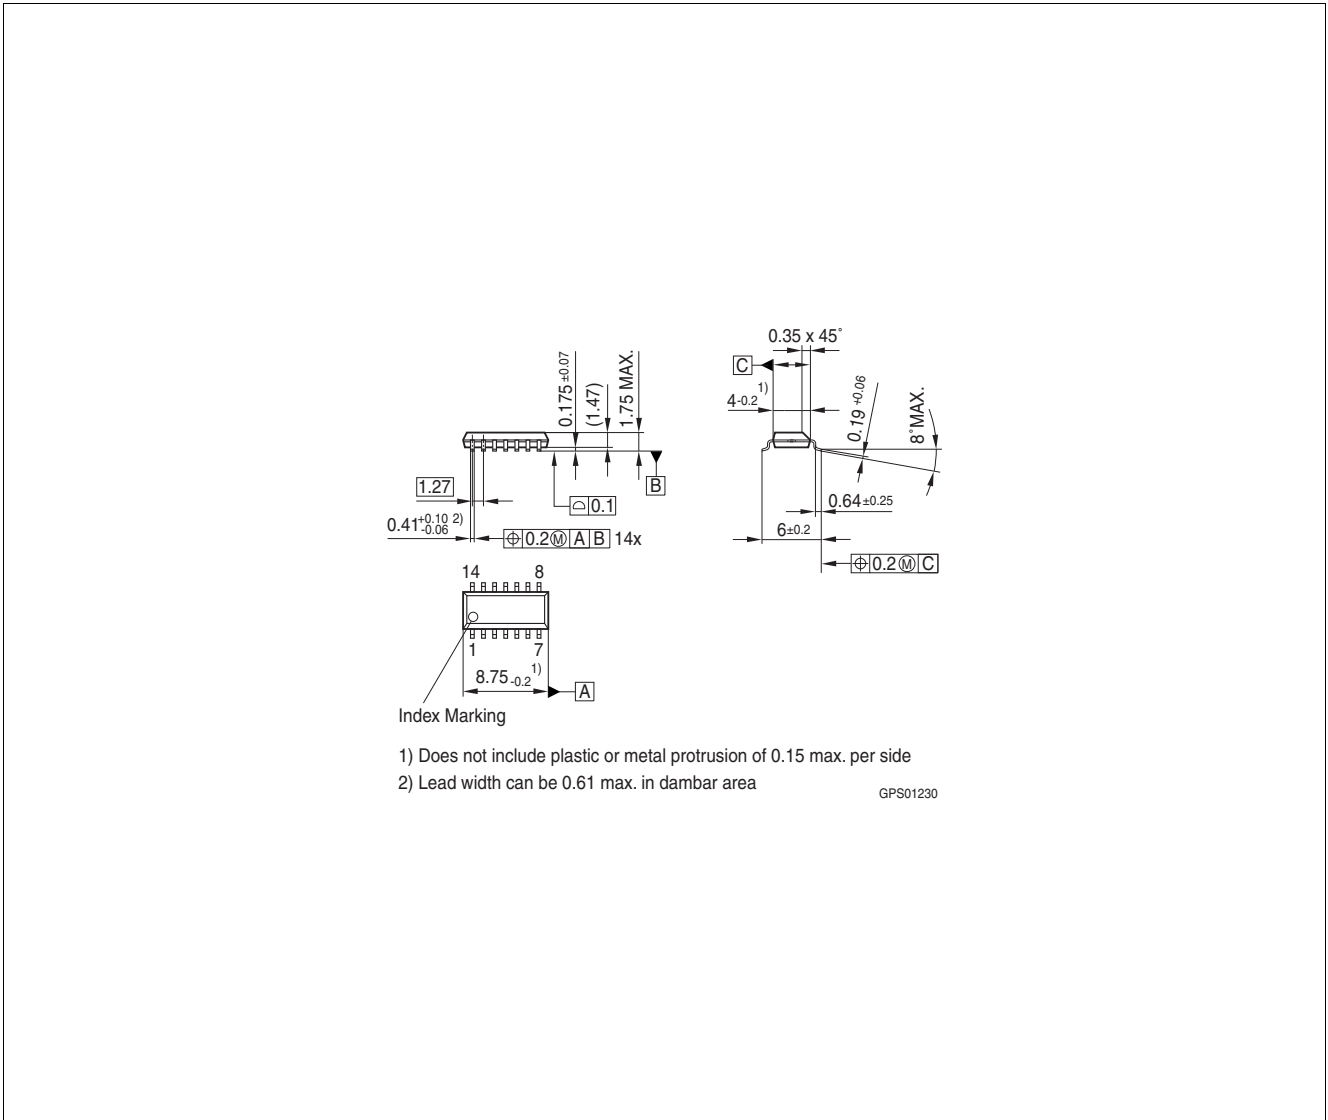 0.35 x 45˚
C
4-0.2 1)
0.175 ±0.07
(1.47)
1.75 MAX.
0.19 +0.06
8˚MAX.
B
1.27
⌓ 0.1
0.64 ±0.25
0.41 +0.10 -0.06 2)
6±0.2
⌖ 0.2 Ⓜ A B 14x
⌖ 0.2 Ⓜ C
14 8
1 7
8.75 -0.2 1)
A
Index Marking
1) Does not include plastic or metal protrusion of 0.15 max. per side
2) Lead width can be 0.61 max. in dambar area
GPS01230